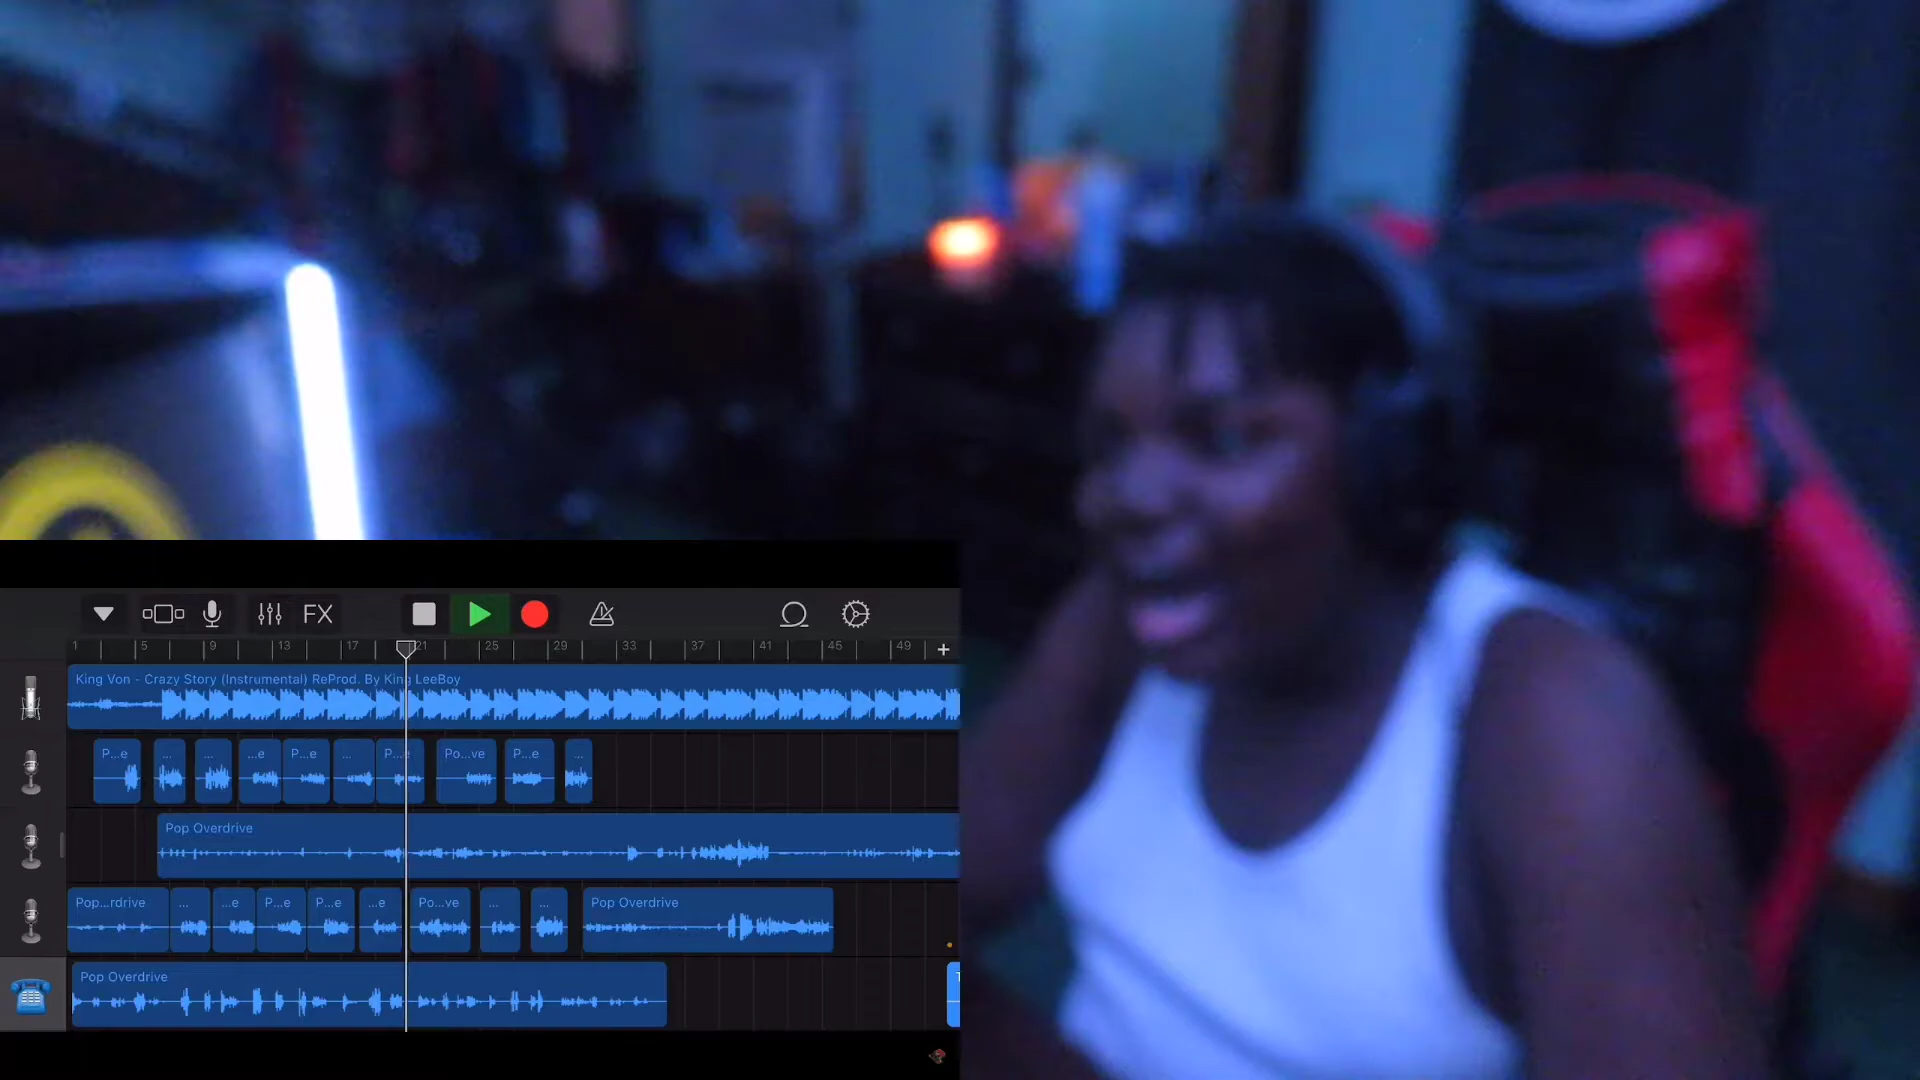 FX
1 5 9 13 17 21 25 29 33 37 41 45 49 +
King Von - Crazy Story (Instrumental) ReProd. By King LeeBoy
P...e ... ... ...e P...e ... P...e Po...ve P...e ...
Pop Overdrive
Pop...rdrive ... ...e P...e P...e ...e Po...ve ... ... Pop Overdrive
Pop Overdrive